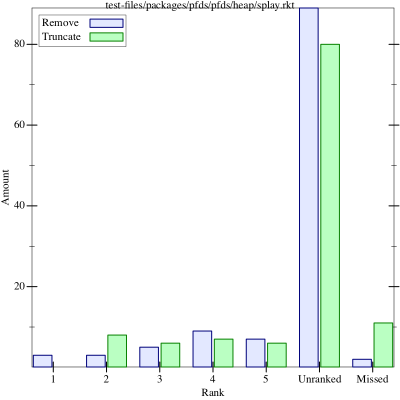 test-files/packages/pfds/pfds/heap/splay.rkt
Remove
Truncate
80
60
40
20
Amount
1 2 3 4 5 Unranked Missed
Rank